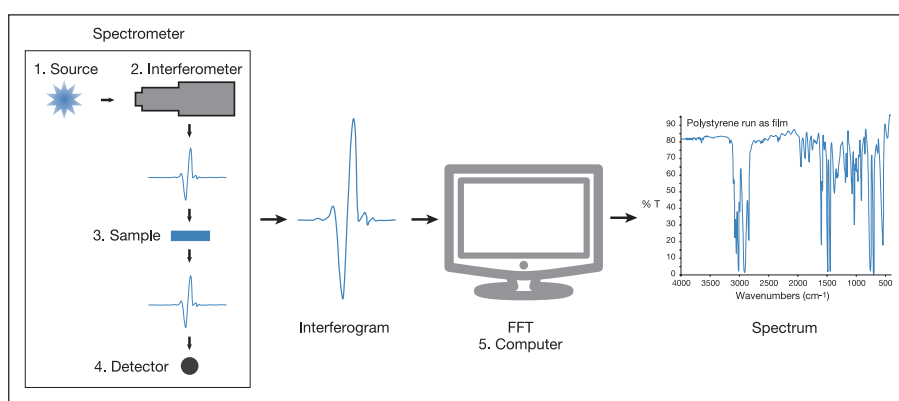 Spectrometer
1. Source
2. Interferometer
3. Sample
4. Detector
Interferogram
FFT
5. Computer
Polystyrene run as film
% T
90
80
70
60
50
40
30
20
10
0
4000 3500 3000 2500 2000 1500 1000 500
Wavenumbers (cm-1)
Spectrum